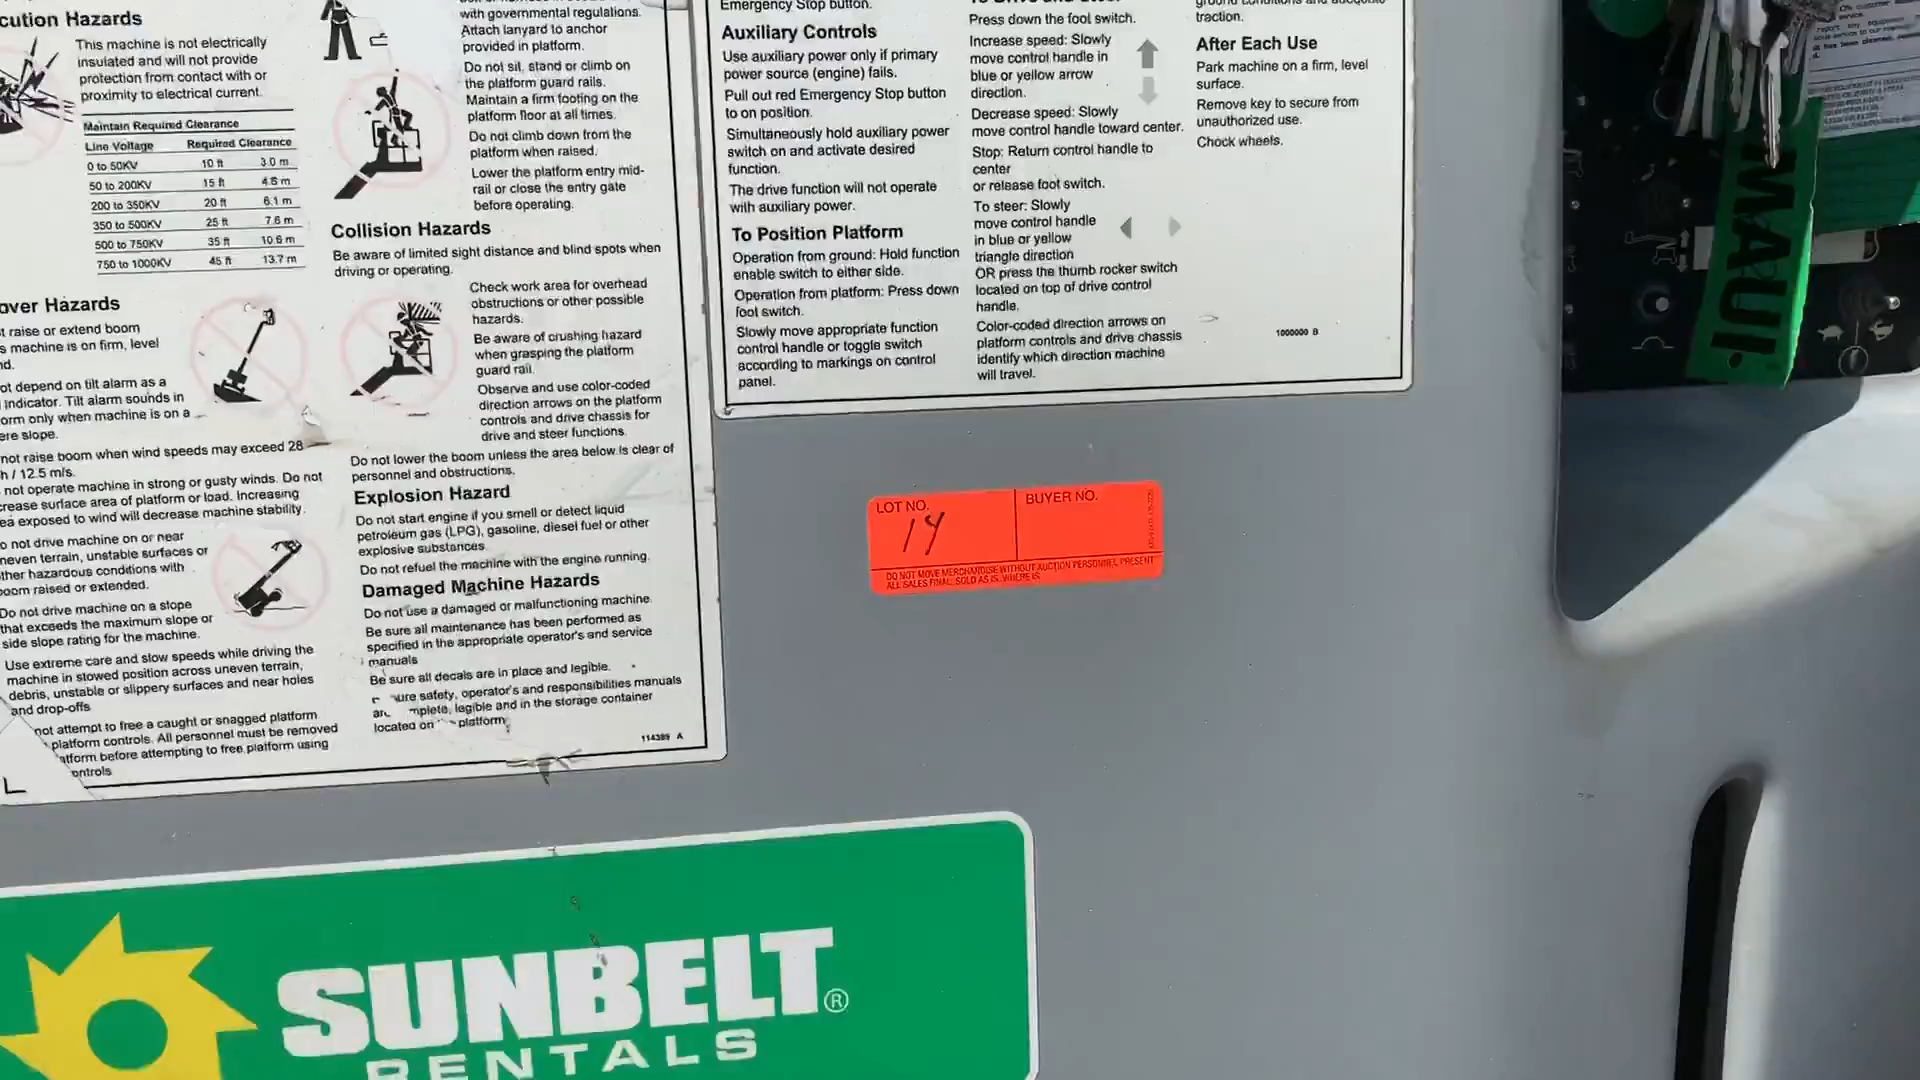 cution Hazards
This machine is not electrically
insulated and will not provide
protection from contact with or
proximity to electrical current.
Maintain Required Clearance
Line Voltage Required Clearance
0 to 50KV 10 ft 3.0 m
50 to 200KV 15 ft 4.6 m
200 to 350KV 20 ft 6.1 m
350 to 500KV 25 ft 7.6 m
500 to 750KV 35 ft 10.6 m
750 to 1000KV 45 ft 13.7 m
over Hazards
t raise or extend boom
s machine is on firm, level
nd.
ot depend on tilt alarm as a
indicator. Tilt alarm sounds in
orm only when machine is on a
ere slope.
not raise boom when wind speeds may exceed 28
h / 12.5 m/s.
not operate machine in strong or gusty winds. Do not
crease surface area of platform or load. Increasing
ea exposed to wind will decrease machine stability.
o not drive machine on or near
neven terrain, unstable surfaces or
ther hazardous conditions with
boom raised or extended.
Do not drive machine on a slope
that exceeds the maximum slope or
side slope rating for the machine.
Use extreme care and slow speeds while driving the
machine in stowed position across uneven terrain,
debris, unstable or slippery surfaces and near holes
and drop-offs
not attempt to free a caught or snagged platform
platform controls. All personnel must be removed
atform before attempting to free platform using
ontrols
with governmental regulations.
Attach lanyard to anchor
provided in platform.
Do not sit, stand or climb on
the platform guard rails.
Maintain a firm footing on the
platform floor at all times.
Do not climb down from the
platform when raised.
Lower the platform entry mid-
rail or close the entry gate
before operating.
Collision Hazards
Be aware of limited sight distance and blind spots when
driving or operating.
Check work area for overhead
obstructions or other possible
hazards.
Be aware of crushing hazard
when grasping the platform
guard rail.
Observe and use color-coded
direction arrows on the platform
controls and drive chassis for
drive and steer functions.
Do not lower the boom unless the area below is clear of
personnel and obstructions.
Explosion Hazard
Do not start engine if you smell or detect liquid
petroleum gas (LPG), gasoline, diesel fuel or other
explosive substances.
Do not refuel the machine with the engine running.
Damaged Machine Hazards
Do not use a damaged or malfunctioning machine.
Be sure all maintenance has been performed as
specified in the appropriate operator's and service
manuals
Be sure all decals are in place and legible.
ure safety, operator's and responsibilities manuals
mplete, legible and in the storage container
located on platform
114389 A
Emergency Stop button.
Auxiliary Controls
Use auxiliary power only if primary
power source (engine) fails.
Pull out red Emergency Stop button
to on position.
Simultaneously hold auxiliary power
switch on and activate desired
function.
The drive function will not operate
with auxiliary power.
To Position Platform
Operation from ground: Hold function
enable switch to either side.
Operation from platform: Press down
foot switch.
Slowly move appropriate function
control handle or toggle switch
according to markings on control
panel.
Press down the foot switch.
Increase speed: Slowly
move control handle in
blue or yellow arrow
direction.
Decrease speed: Slowly
move control handle toward center.
Stop: Return control handle to
center
or release foot switch.
To steer: Slowly
move control handle
in blue or yellow
triangle direction
OR press the thumb rocker switch
located on top of drive control
handle.
Color-coded direction arrows on
platform controls and drive chassis
identify which direction machine
will travel.
traction.
After Each Use
Park machine on a firm, level
surface.
Remove key to secure from
unauthorized use.
Chock wheels.
1000000 B
MAUI
LOT NO.
14
BUYER NO.
DO NOT MOVE MERCHANDISE WITHOUT AUCTION PERSONNEL PRESENT
ALL SALES FINAL, SOLD AS IS, WHERE IS
SUNBELT®
RENTALS